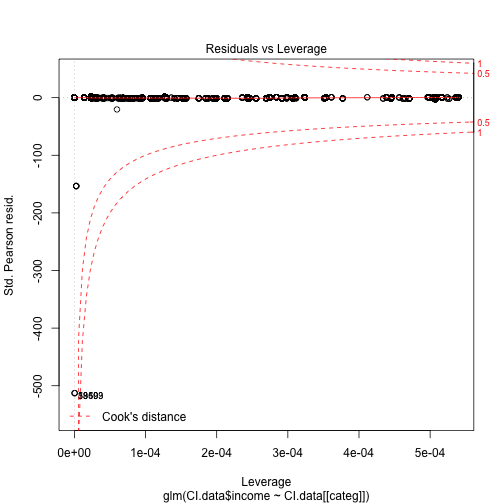 Residuals vs Leverage
1
0.5
0
0.5
1
-100
-200
-300
-400
-500
Std. Pearson resid.
Cook's distance
0e+00 1e-04 2e-04 3e-04 4e-04 5e-04
Leverage
glm(CI.data$income ~ CI.data[[categ]])